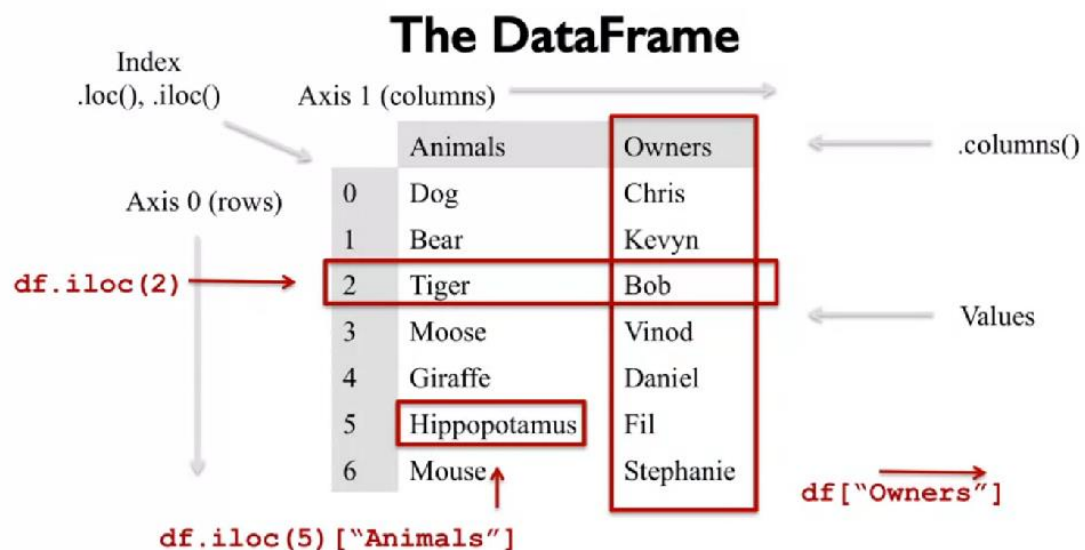 The DataFrame
Index
.loc(), .iloc()
Axis 1 (columns)
Animals Owners
.columns()
Axis 0 (rows)
0 Dog Chris
1 Bear Kevyn
df.iloc(2)
2 Tiger Bob
Values
3 Moose Vinod
4 Giraffe Daniel
5 Hippopotamus Fil
6 Mouse Stephanie
df[“Owners”]
df.iloc(5)[“Animals”]